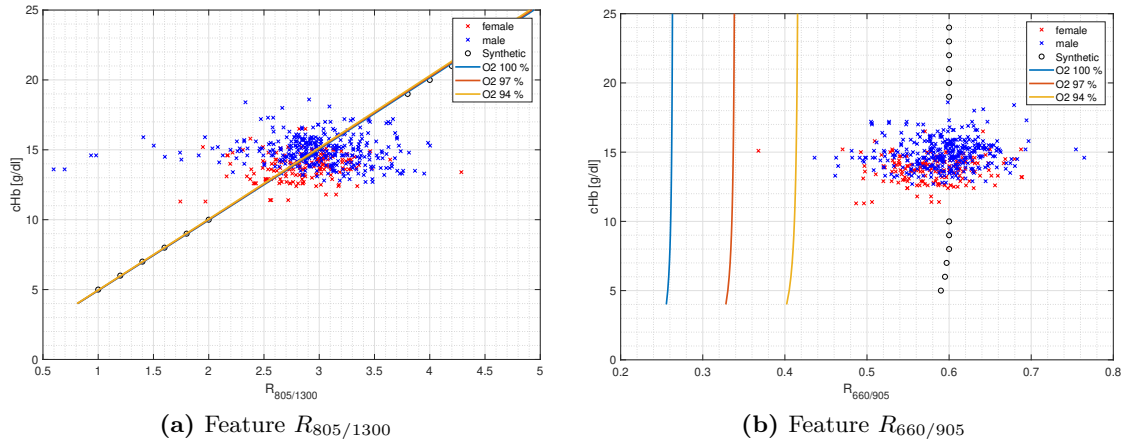 25
20
15
10
5
0
cHb [g/dl]
0.5 1 1.5 2 2.5 3 3.5 4 4.5 5
R805/1300
female
male
Synthetic
O2 100 %
O2 97 %
O2 94 %
(a) Feature R805/1300
25
20
15
10
5
0
cHb [g/dl]
0.2 0.3 0.4 0.5 0.6 0.7 0.8
R660/905
female
male
Synthetic
O2 100 %
O2 97 %
O2 94 %
(b) Feature R660/905